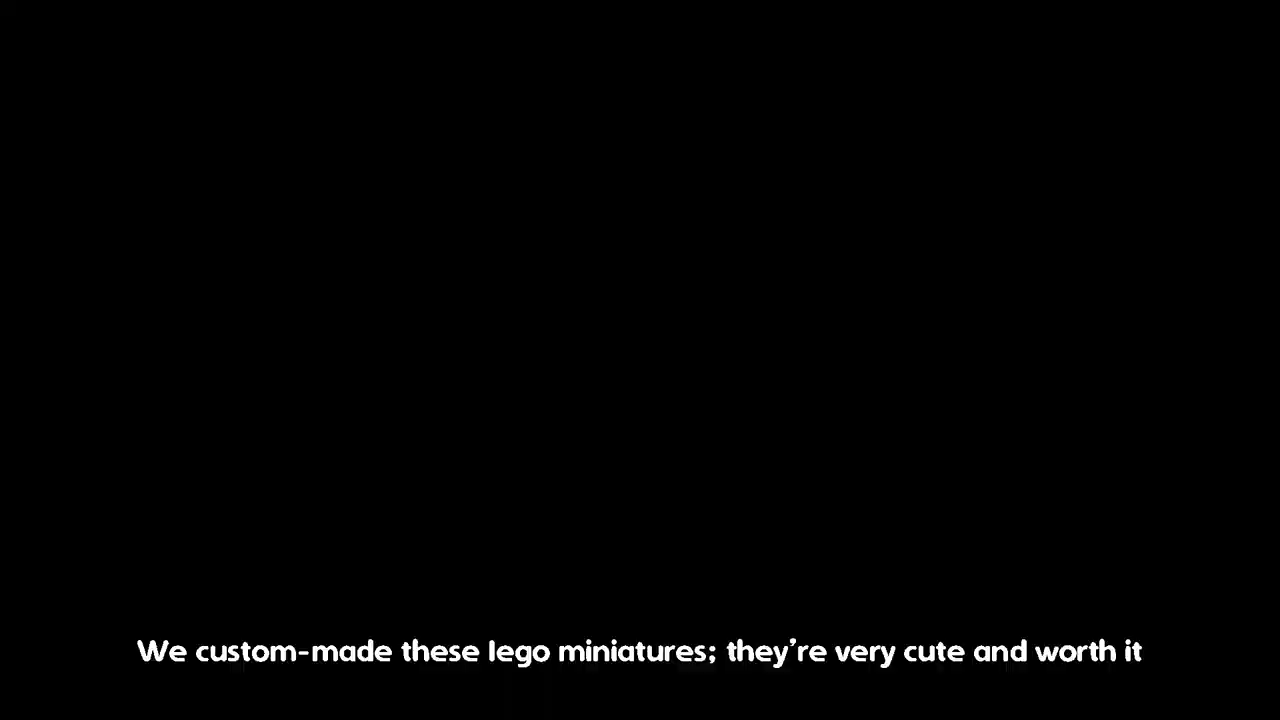 We custom-made these lego miniatures; they’re very cute and worth it